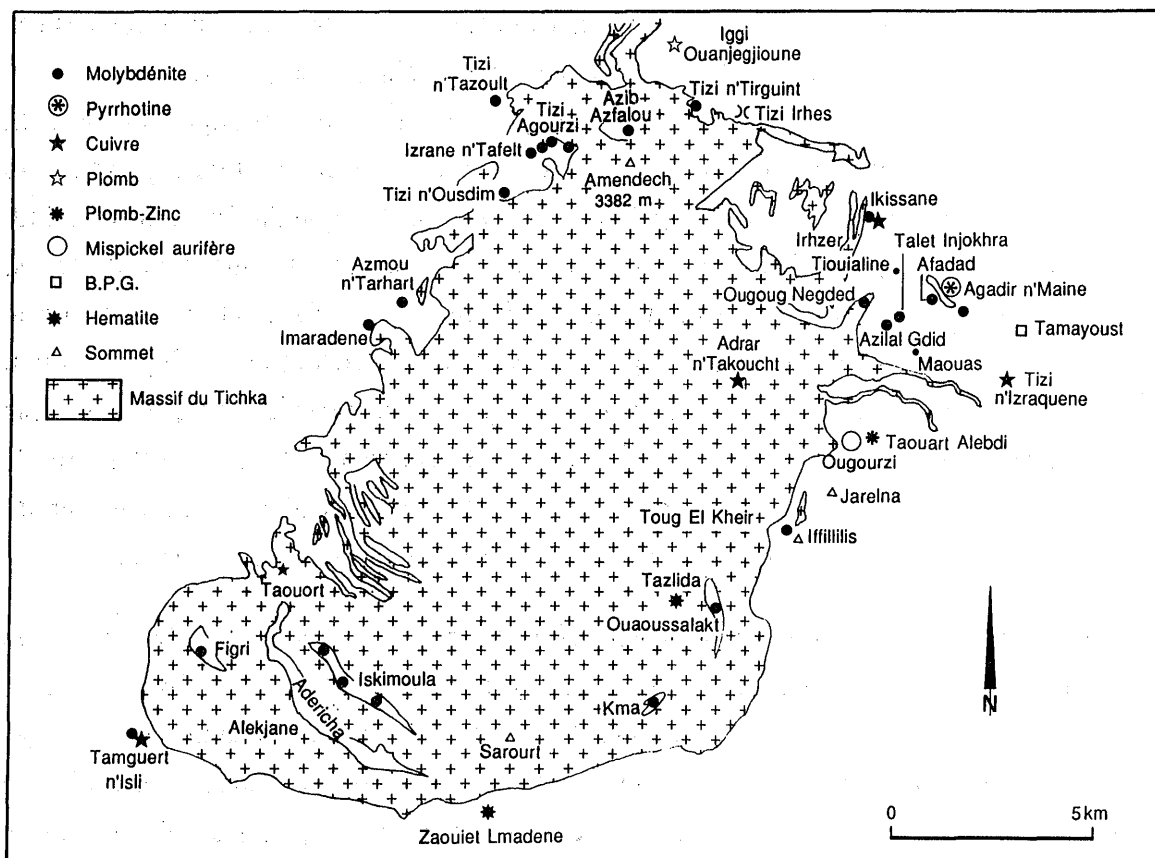 Molybdénite
Pyrrhotine
Cuivre
Plomb
Plomb-Zinc
Mispickel aurifère
B.P.G.
Hematite
Sommet
Massif du Tichka
Iggi
Ouanjegjioune
Tizi
n'Tazoult
Tizi n'Tirguint
Tizi Irhes
Azib
Azfalou
Tizi
Agourzi
Izrane n'Tafelt
Amendech
3382 m
Tizi n'Ousdim
Ikissane
Irhzer
Talet Injokhra
Tiouialine
Afadad
Azmou
n'Tarhart
Ougoug Negded
Agadir n'Maine
Imaradene
Tamayoust
Azilal Gdid
Maouas
Adrar
n'Takoucht
Tizi
n'Izraquene
Taouart Alebdi
Ougourzi
Jarelna
Toug El Kheir
Iffillilis
Taouort
Tazlida
Ouaoussalakt
Figri
Iskimoula
Adericha
Kma
Alekjane
Sarourt
Tamguert
n'Isli
Zaouiet Lmadene
N
0 5 km